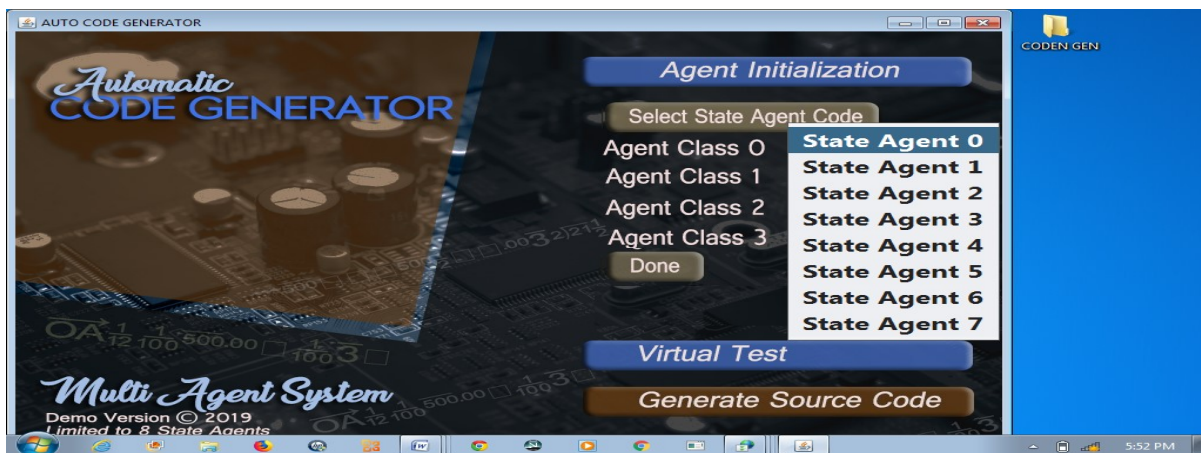 AUTO CODE GENERATOR
CODEN GEN
Automatic
CODE GENERATOR
Agent Initialization
Select State Agent Code
Agent Class 0
Agent Class 1
Agent Class 2
Agent Class 3
Done
State Agent 0
State Agent 1
State Agent 2
State Agent 3
State Agent 4
State Agent 5
State Agent 6
State Agent 7
Virtual Test
Generate Source Code
Multi Agent System
Demo Version © 2019
Limited to 8 State Agents
5:52 PM